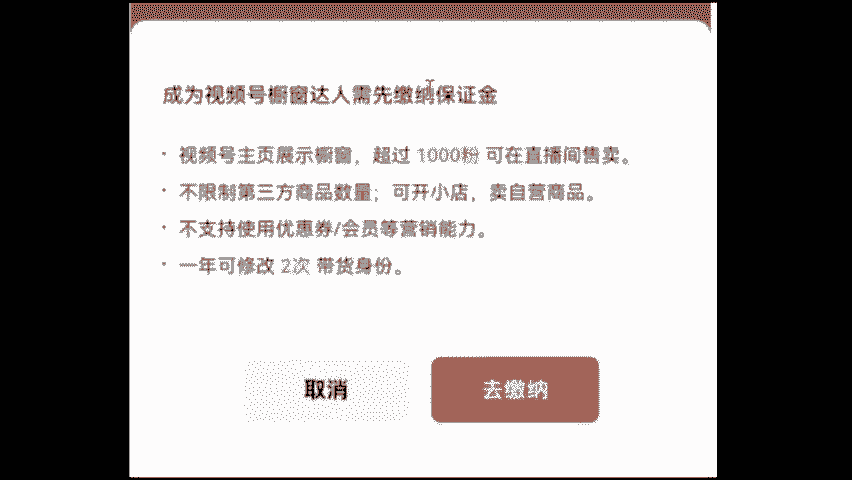 成为视频号橱窗达人需先缴纳保证金
· 视频号主页展示橱窗，超过 1000粉 可在直播间售卖。
· 不限制第三方商品数量；可开小店，卖自营商品。
· 不支持使用优惠券/会员等营销能力。
· 一年可修改 2次 带货身份。
取消
去缴纳